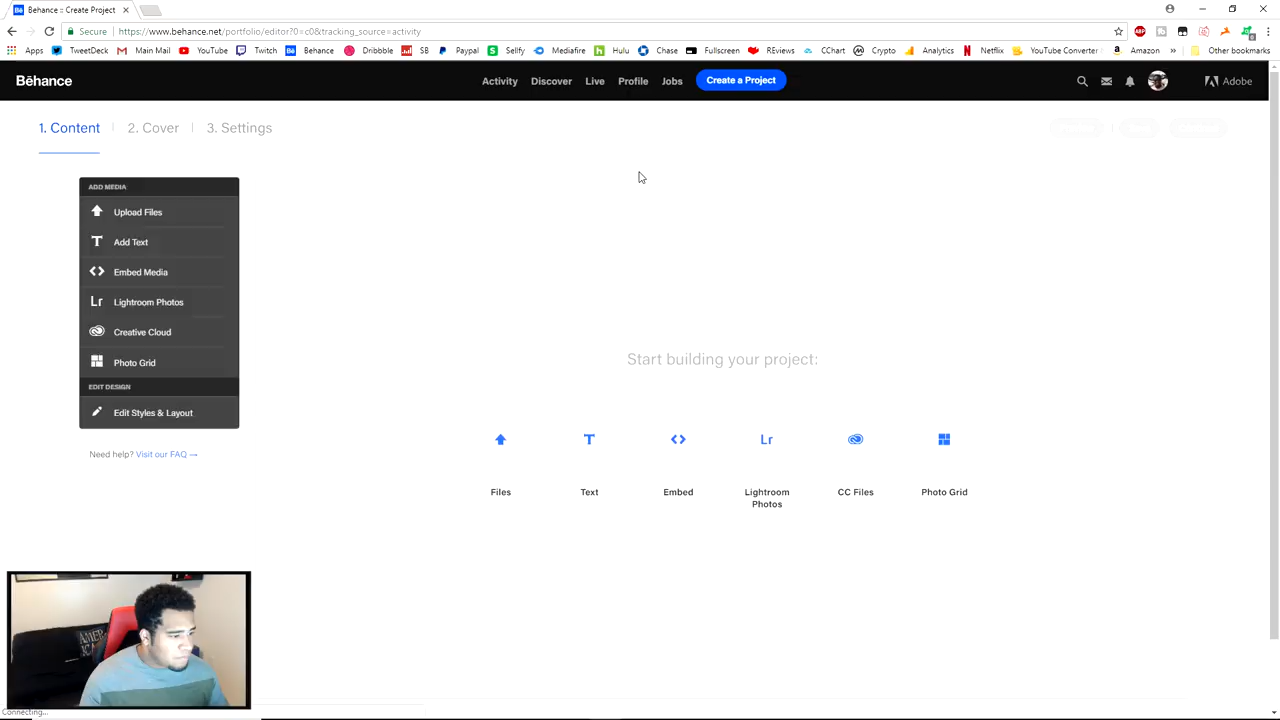 Behance :: Create Project
Secure https://www.behance.net/portfolio/editor?0=c0&tracking_source=activity
Apps TweetDeck Main Mail YouTube Twitch Behance Dribbble SB Paypal Selfy Mediafire Hulu Chase Fullscreen REviews CCT Crypto Analytics Netflix YouTube Converter Amazon » Other bookmarks
Bēhance Activity Discover Live Profile Jobs Create a Project Adobe
1. Content 2. Cover 3. Settings
ADD MEDIA
Upload Files
T Add Text
Embed Media
Lr Lightroom Photos
Creative Cloud
Photo Grid
EDIT DESIGN
Edit Styles & Layout
Need help? Visit our FAQ →
Start building your project:
T Lr
Files Text Embed Lightroom Photos CC Files Photo Grid
Connecting...